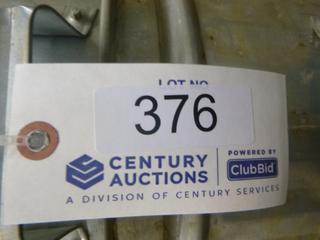 LOT NO.
376
CENTURY
AUCTIONS
POWERED BY
ClubBid
A DIVISION OF CENTURY SERVICES